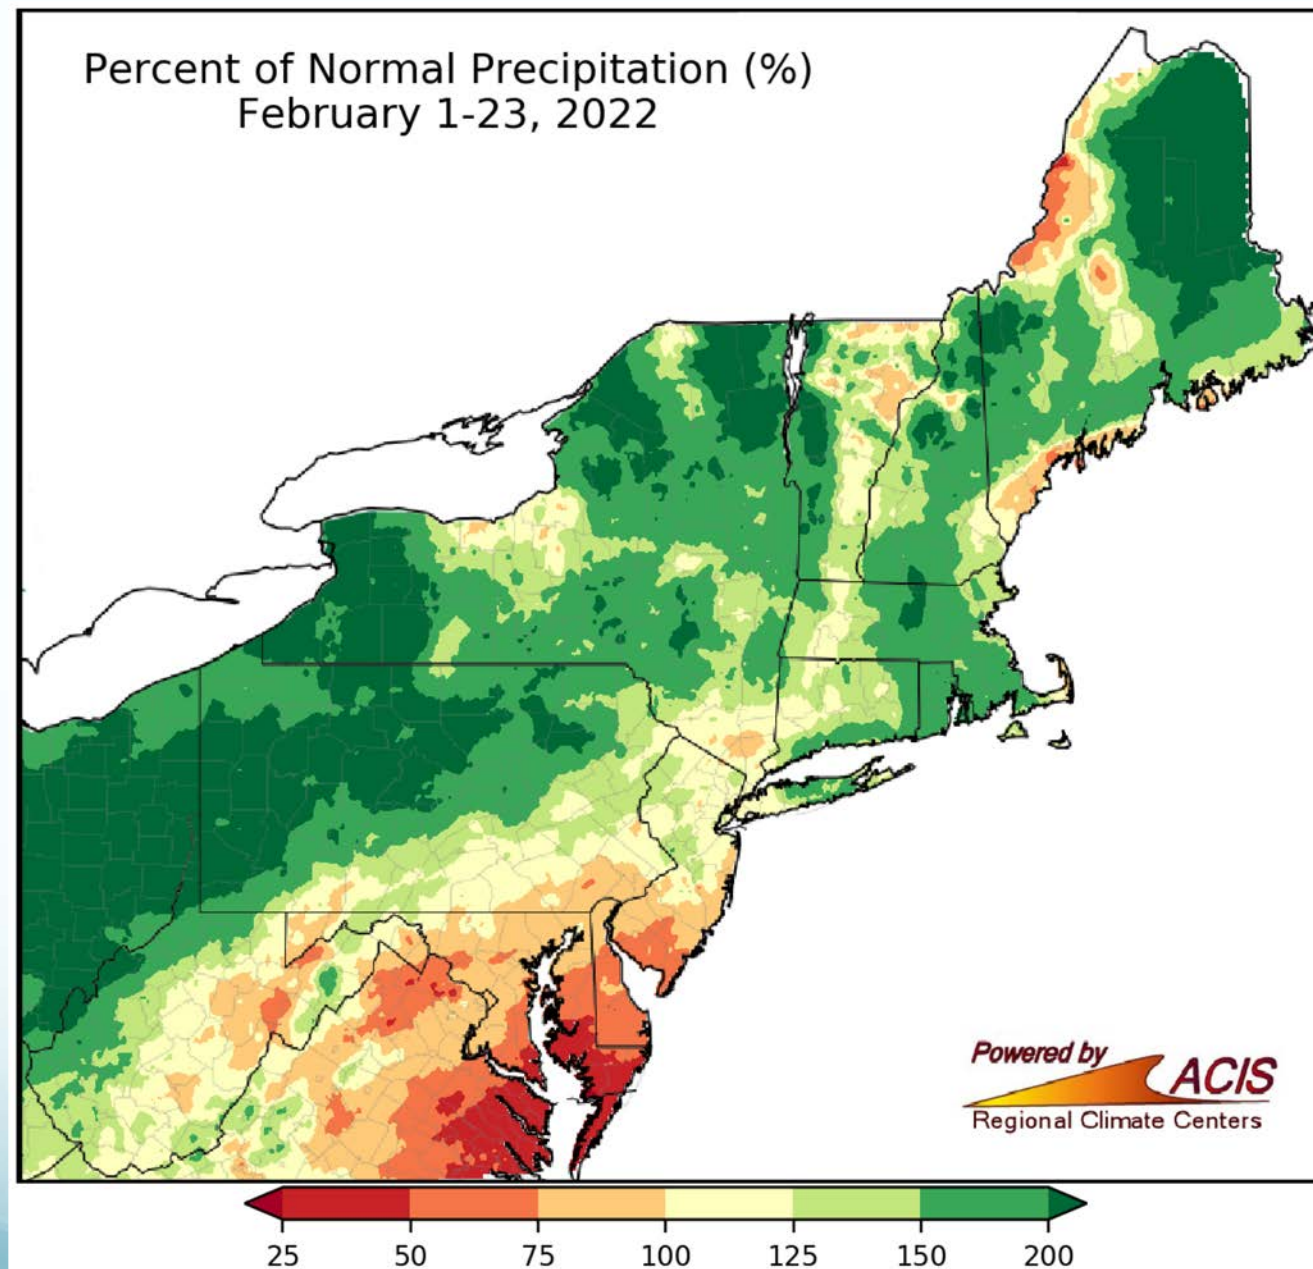 Percent of Normal Precipitation (%)
February 1-23, 2022
Powered by
ACIS
Regional Climate Centers
25 50 75 100 125 150 200